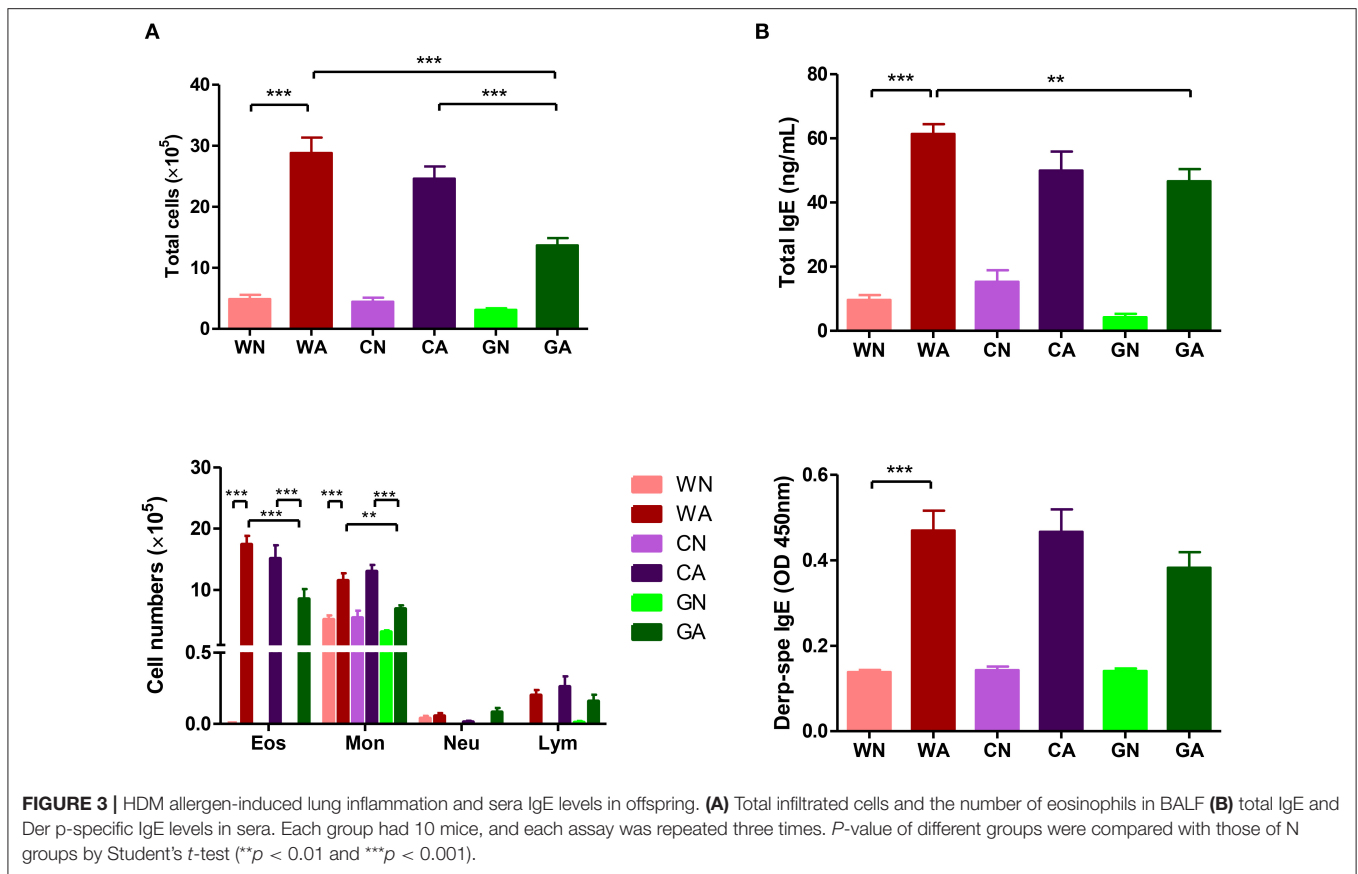 A
***
***
***
40
30
20
10
0
Total cells (×10⁵)
WN WA CN CA GN GA
B
***
**
80
60
40
20
0
Total IgE (ng/mL)
WN WA CN CA GN GA
30
20
10
0.5
0.0
Cell numbers (×10⁵)
*** *** *** ***
*** **
Eos Mon Neu Lym
WN
WA
CN
CA
GN
GA
***
0.6
0.4
0.2
0.0
Derp-spe IgE (OD 450nm)
WN WA CN CA GN GA
FIGURE 3 | HDM allergen-induced lung inflammation and sera IgE levels in offspring. (A) Total infiltrated cells and the number of eosinophils in BALF (B) total IgE and
Der p-specific IgE levels in sera. Each group had 10 mice, and each assay was repeated three times. P-value of different groups were compared with those of N
groups by Student's t-test (**p < 0.01 and ***p < 0.001).